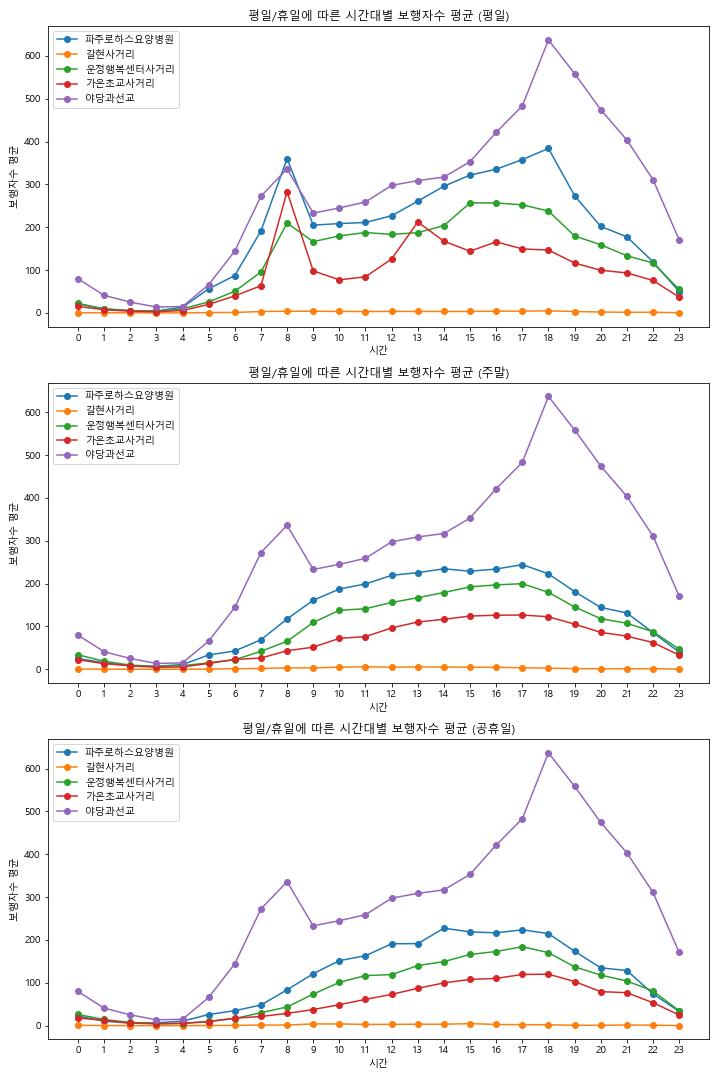 평일/휴일에 따른 시간대별 보행자수 평균 (평일)
파주로하스요양병원
갈현사거리
운정행복센터사거리
가온초교사거리
야당과선교
600
500
400
300
200
100
0
보행자수 평균
0 1 2 3 4 5 6 7 8 9 10 11 12 13 14 15 16 17 18 19 20 21 22 23
시간
평일/휴일에 따른 시간대별 보행자수 평균 (주말)
파주로하스요양병원
갈현사거리
운정행복센터사거리
가온초교사거리
야당과선교
600
500
400
300
200
100
0
보행자수 평균
0 1 2 3 4 5 6 7 8 9 10 11 12 13 14 15 16 17 18 19 20 21 22 23
시간
평일/휴일에 따른 시간대별 보행자수 평균 (공휴일)
파주로하스요양병원
갈현사거리
운정행복센터사거리
가온초교사거리
야당과선교
600
500
400
300
200
100
0
보행자수 평균
0 1 2 3 4 5 6 7 8 9 10 11 12 13 14 15 16 17 18 19 20 21 22 23
시간